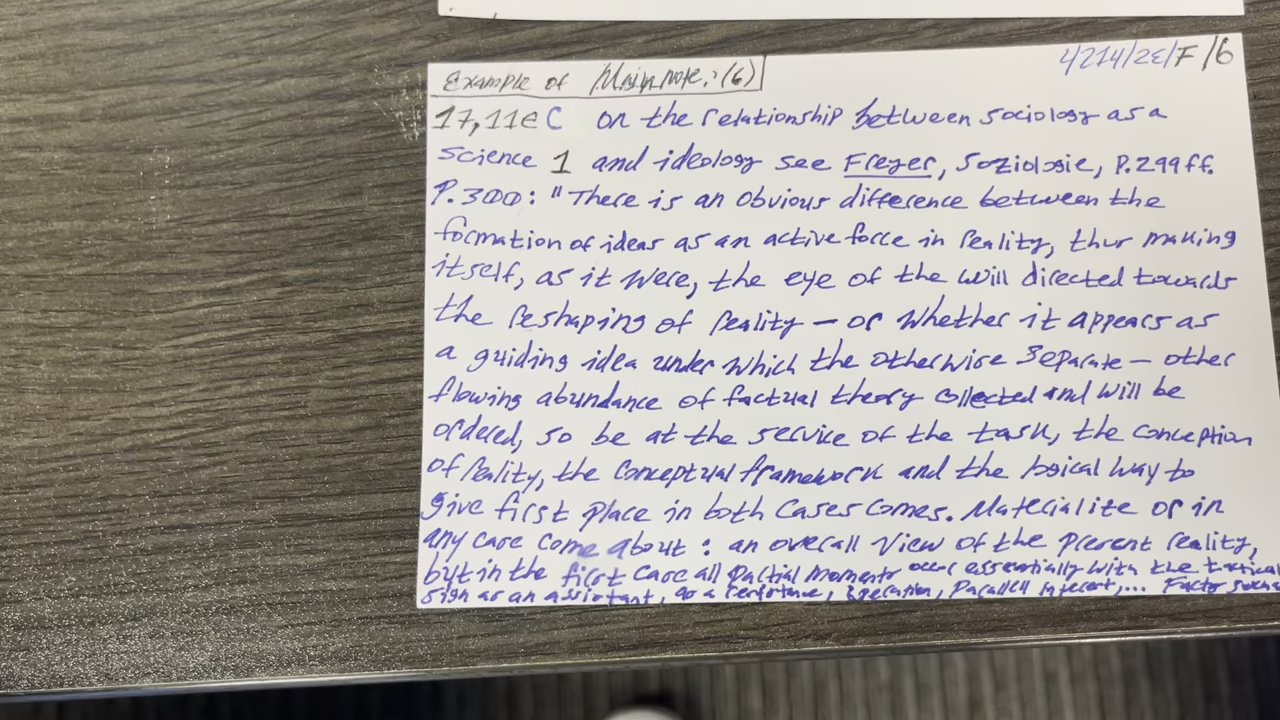 4214/2E/F/6
Example of Main note: (6)
17,11e C on the relationship between sociology as a
science 1 and ideology see Freyer, Soziologie, P.299ff.
P.300: "There is an obvious difference between the
formation of ideas as an active force in reality, thus making
itself, as it were, the eye of the will directed towards
the reshaping of reality — or whether it appears as
a guiding idea under which the otherwise separate — other
flowing abundance of factual theory collected and will be
ordered, so be at the service of the task, the conception
of reality, the conceptual framework and the logical way to
give first place in both cases comes. Materialite or in
any case come about: an overall view of the present reality,
but in the first case all partial moments occur essentially with the tactical
sign as an assistant, as a Parallel interest,... Factor